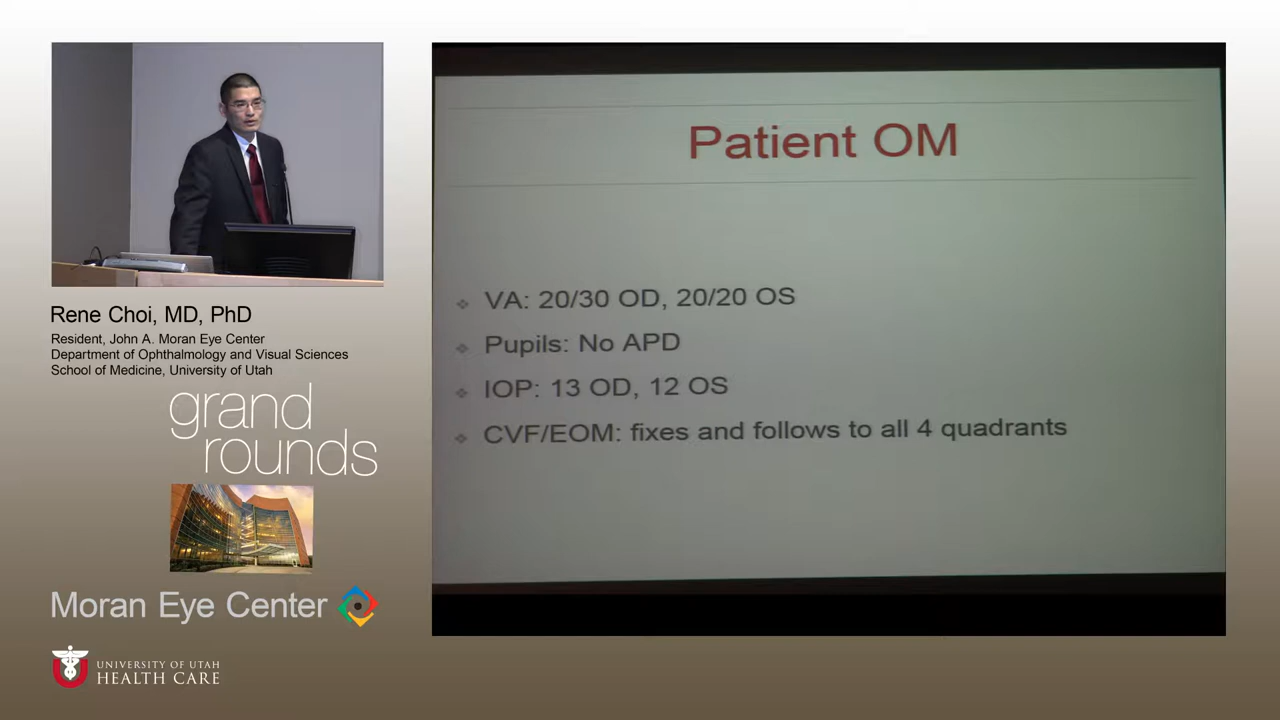 Rene Choi, MD, PhD
Resident, John A. Moran Eye Center
Department of Ophthalmology and Visual Sciences
School of Medicine, University of Utah
grand
rounds
Moran Eye Center
UNIVERSITY OF UTAH
HEALTH CARE
Patient OM
VA: 20/30 OD, 20/20 OS
Pupils: No APD
IOP: 13 OD, 12 OS
CVF/EOM: fixes and follows to all 4 quadrants